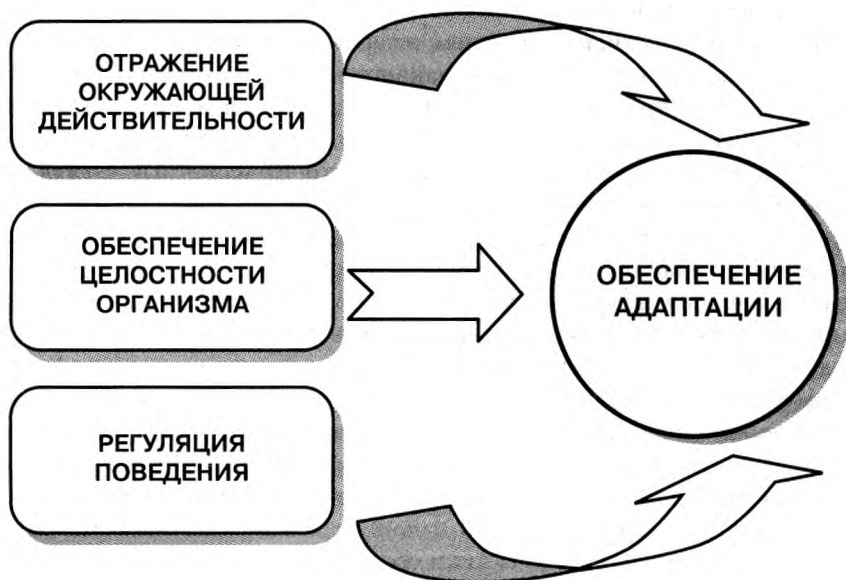 ОТРАЖЕНИЕ
ОКРУЖАЮЩЕЙ
ДЕЙСТВИТЕЛЬНОСТИ
ОБЕСПЕЧЕНИЕ
ЦЕЛОСТНОСТИ
ОРГАНИЗМА
РЕГУЛЯЦИЯ
ПОВЕДЕНИЯ
ОБЕСПЕЧЕНИЕ
АДАПТАЦИИ